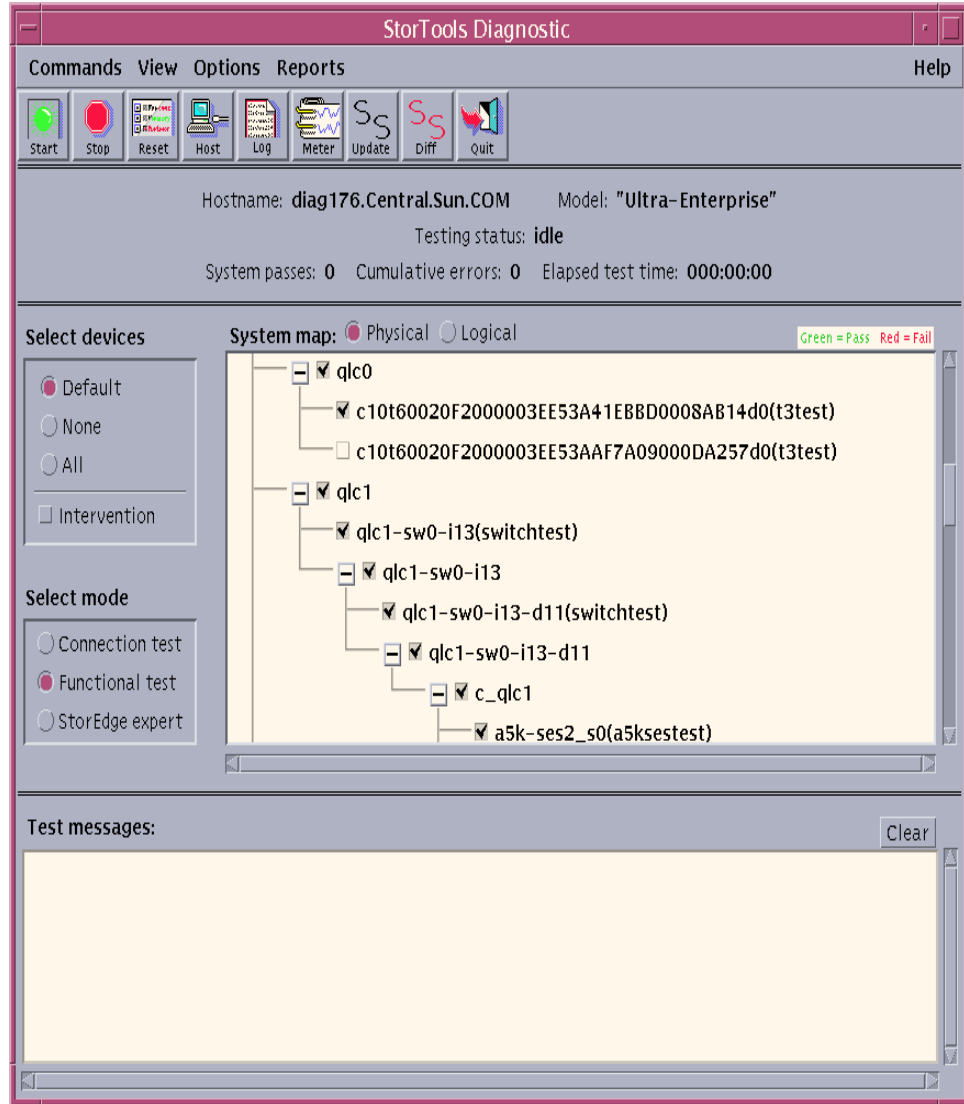 StorTools Diagnostic
Commands View Options Reports Help
Start Stop Reset Host Log Meter Update Diff Quit
Hostname: diag176.Central.Sun.COM Model: "Ultra-Enterprise"
Testing status: idle
System passes: 0 Cumulative errors: 0 Elapsed test time: 000:00:00
Select devices
Default
None
All
Intervention
Select mode
Connection test
Functional test
StorEdge expert
System map: Physical Logical
Green = Pass Red = Fail
qlc0
c10t60020F2000003EE53A41EBBD0008AB14d0(t3test)
c10t60020F2000003EE53AAF7A09000DA257d0(t3test)
qlc1
qlc1-sw0-i13(switchtest)
qlc1-sw0-i13
qlc1-sw0-i13-d11(switchtest)
qlc1-sw0-i13-d11
c_qlc1
a5k-ses2_s0(a5ksestest)
Test messages:
Clear